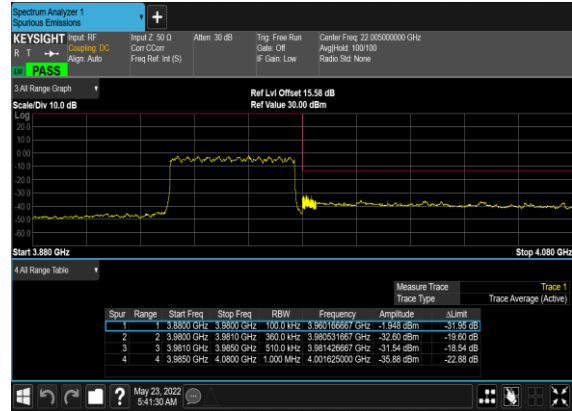 Spectrum Analyzer 1
Spurious Emissions
KEYSIGHT Input: RF Input Z: 50 Ω Atten: 30 dB Trig: Free Run Center Freq: 22.005000000 GHz
R T Coupling: DC Corr CCorr Gate: Off Avg|Hold: 100/100
Align: Auto Freq Ref: Int (S) IF Gain: Low Radio Std: None
PASS
3 All Range Graph
Ref Lvl Offset 15.58 dB
Scale/Div 10.0 dB Ref Value 30.00 dBm
Log
20.0
10.0
0.00
-10.0
-20.0
-30.0
-40.0
-50.0
-60.0
Start 3.880 GHz Stop 4.080 GHz
4 All Range Table
Measure Trace Trace 1
Trace Type Trace Average (Active)
Spur Range Start Freq Stop Freq RBW Frequency Amplitude ΔLimit
1 1 3.8800 GHz 3.9800 GHz 100.0 kHz 3.960166667 GHz -1.948 dBm -31.95 dB
2 2 3.9800 GHz 3.9810 GHz 360.0 kHz 3.980531667 GHz -32.60 dBm -19.60 dB
3 3 3.9810 GHz 3.9850 GHz 510.0 kHz 3.981426667 GHz -31.54 dBm -18.54 dB
4 4 3.9850 GHz 4.0800 GHz 1.000 MHz 4.001625000 GHz -35.88 dBm -22.88 dB
? May 23, 2022
5:41:30 AM